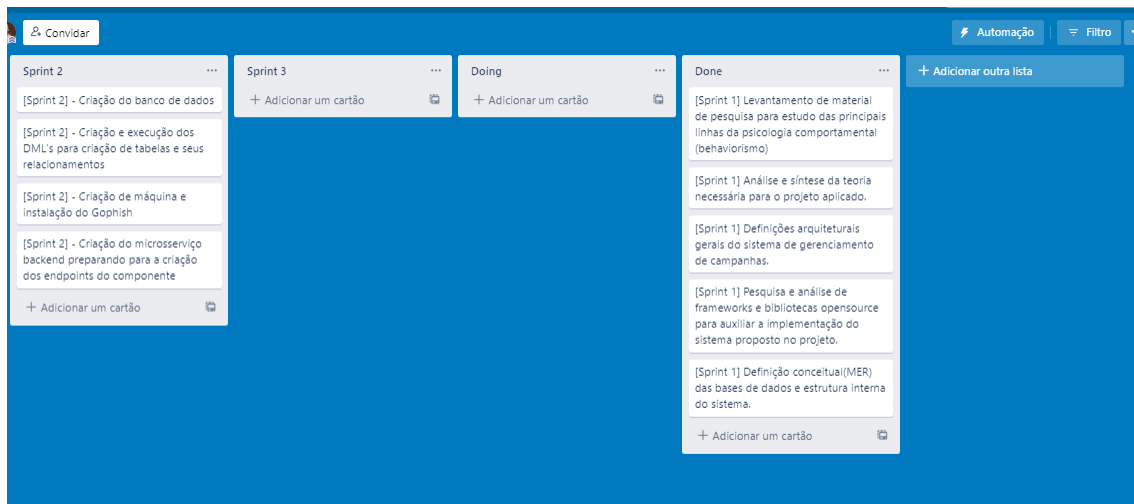 Convidar
Automação
Filtro
Sprint 2
[Sprint 2] - Criação do banco de dados
[Sprint 2] - Criação e execução dos
DML's para criação de tabelas e seus
relacionamentos
[Sprint 2] - Criação de máquina e
instalação do Gophish
[Sprint 2] - Criação do microsserviço
backend preparando para a criação
dos endpoints do componente
Adicionar um cartão
Sprint 3
Adicionar um cartão
Doing
Adicionar um cartão
Done
[Sprint 1] Levantamento de material
de pesquisa para estudo das principais
linhas da psicologia comportamental
(behaviorismo)
[Sprint 1] Análise e síntese da teoria
necessária para o projeto aplicado.
[Sprint 1] Definições arquiteturais
gerais do sistema de gerenciamento
de campanhas.
[Sprint 1] Pesquisa e análise de
frameworks e bibliotecas opensource
para auxiliar a implementação do
sistema proposto no projeto.
[Sprint 1] Definição conceitual(MER)
das bases de dados e estrutura interna
do sistema.
Adicionar um cartão
Adicionar outra lista